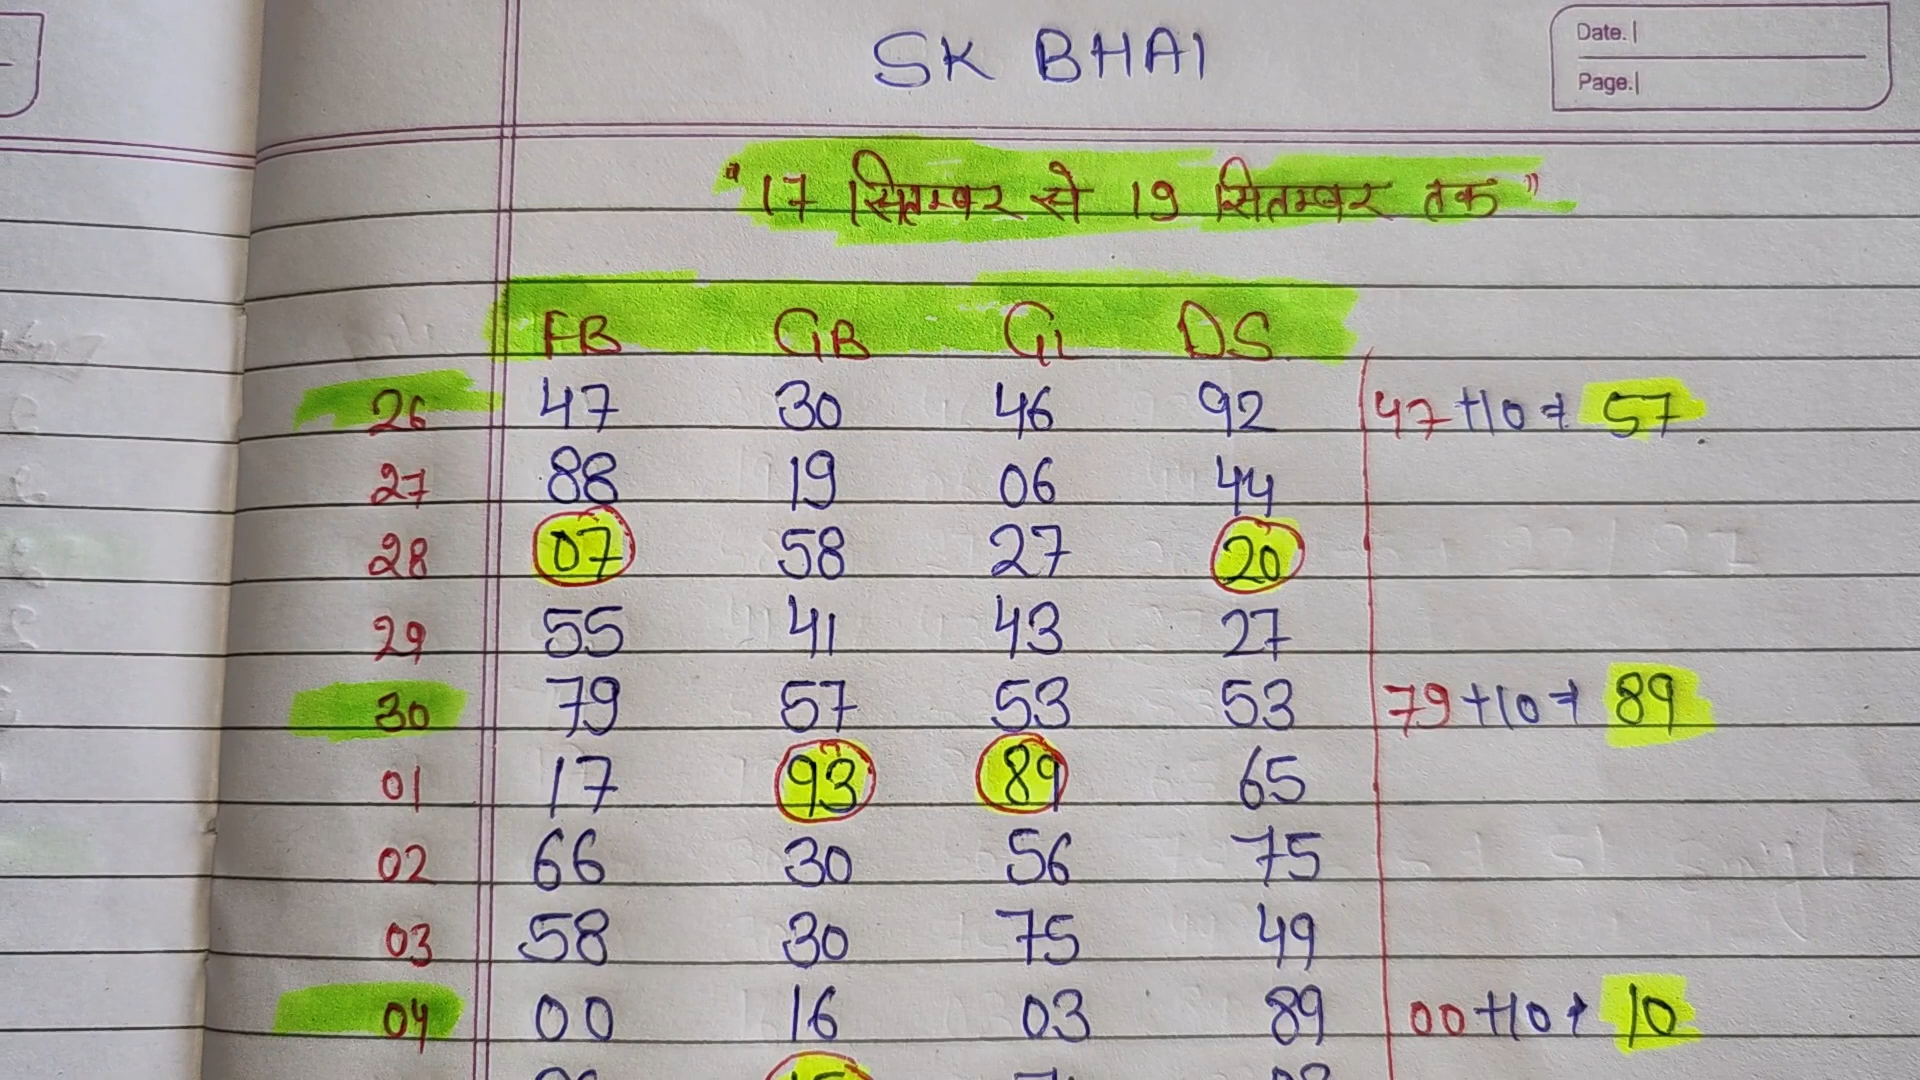 SK BHAI
Date.
Page.
"17 सितम्बर से 19 सितम्बर तक"
FB GB GL DS
26 47 30 46 92 47+10= 57
27 88 19 06 44
28 07 58 27 20
29 55 41 43 27
30 79 57 53 53 79+10= 89
01 17 93 89 65
02 66 30 56 75
03 58 30 75 49
04 00 16 03 89 00+10= 10